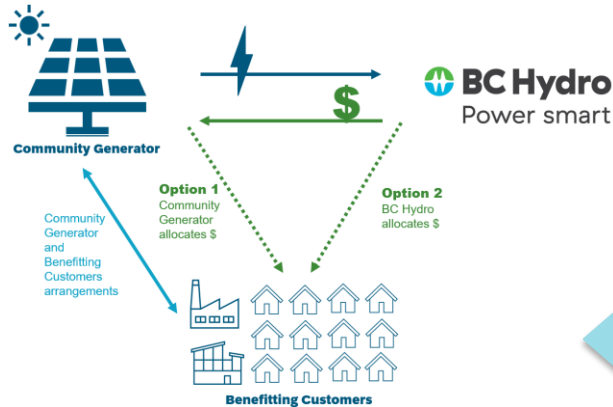 $
BC Hydro
Power smart
Community Generator
Option 1
Community
Generator
allocates $
Option 2
BC Hydro
allocates $
Community
Generator
and
Benefitting
Customers
arrangements
Benefitting Customers